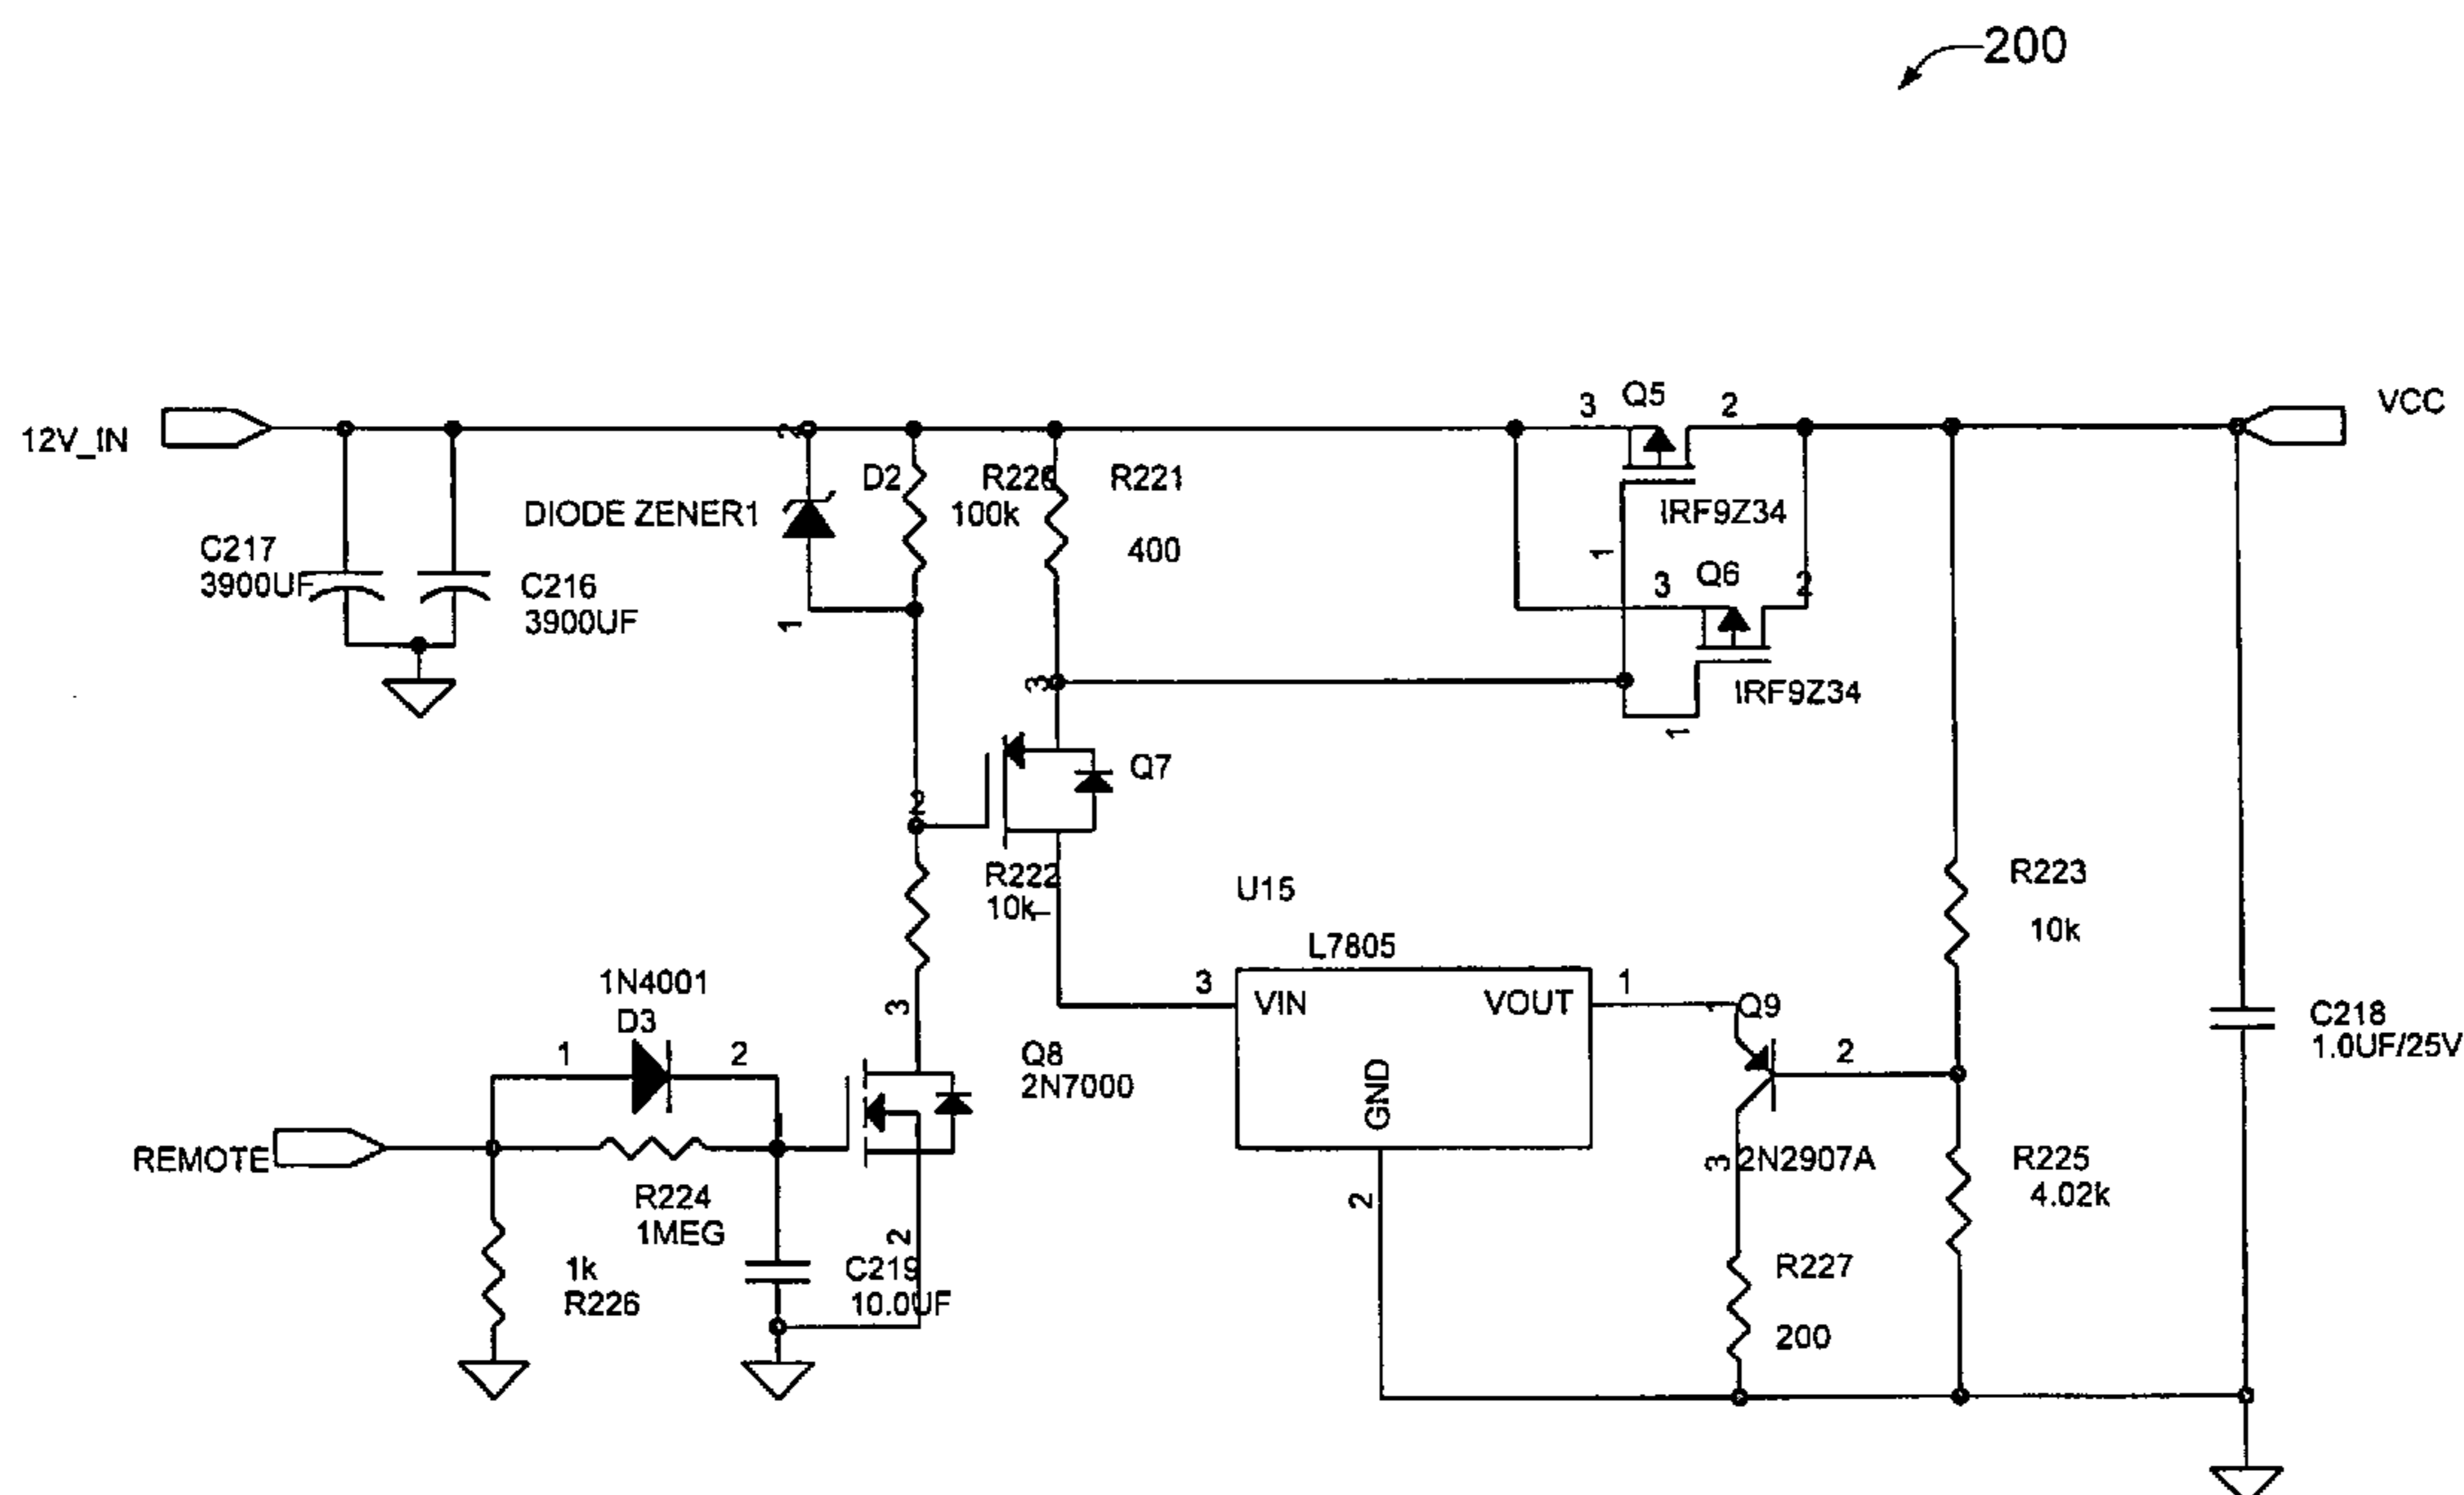 200
Q5
VCC
3
2
12V_IN
2
D2
R220
R221
DIODE ZENER1
100k
IRF9Z34
C217
400
1
3900UF
C216
3
Q6
2
3900UF
1
3
IRF9Z34
1
Q7
2
R222
10k
1
U15
R223
10k
L7805
1N4001
3
VIN
VOUT
1
Q9
D3
3
C218
1.0UF/25V
1
2
Q8
2N7000
2
GND
REMOTE
3
2N2907A
R225
4.02k
R224
1MEG
2
2
1k
R226
C219
10.0UF
R227
200